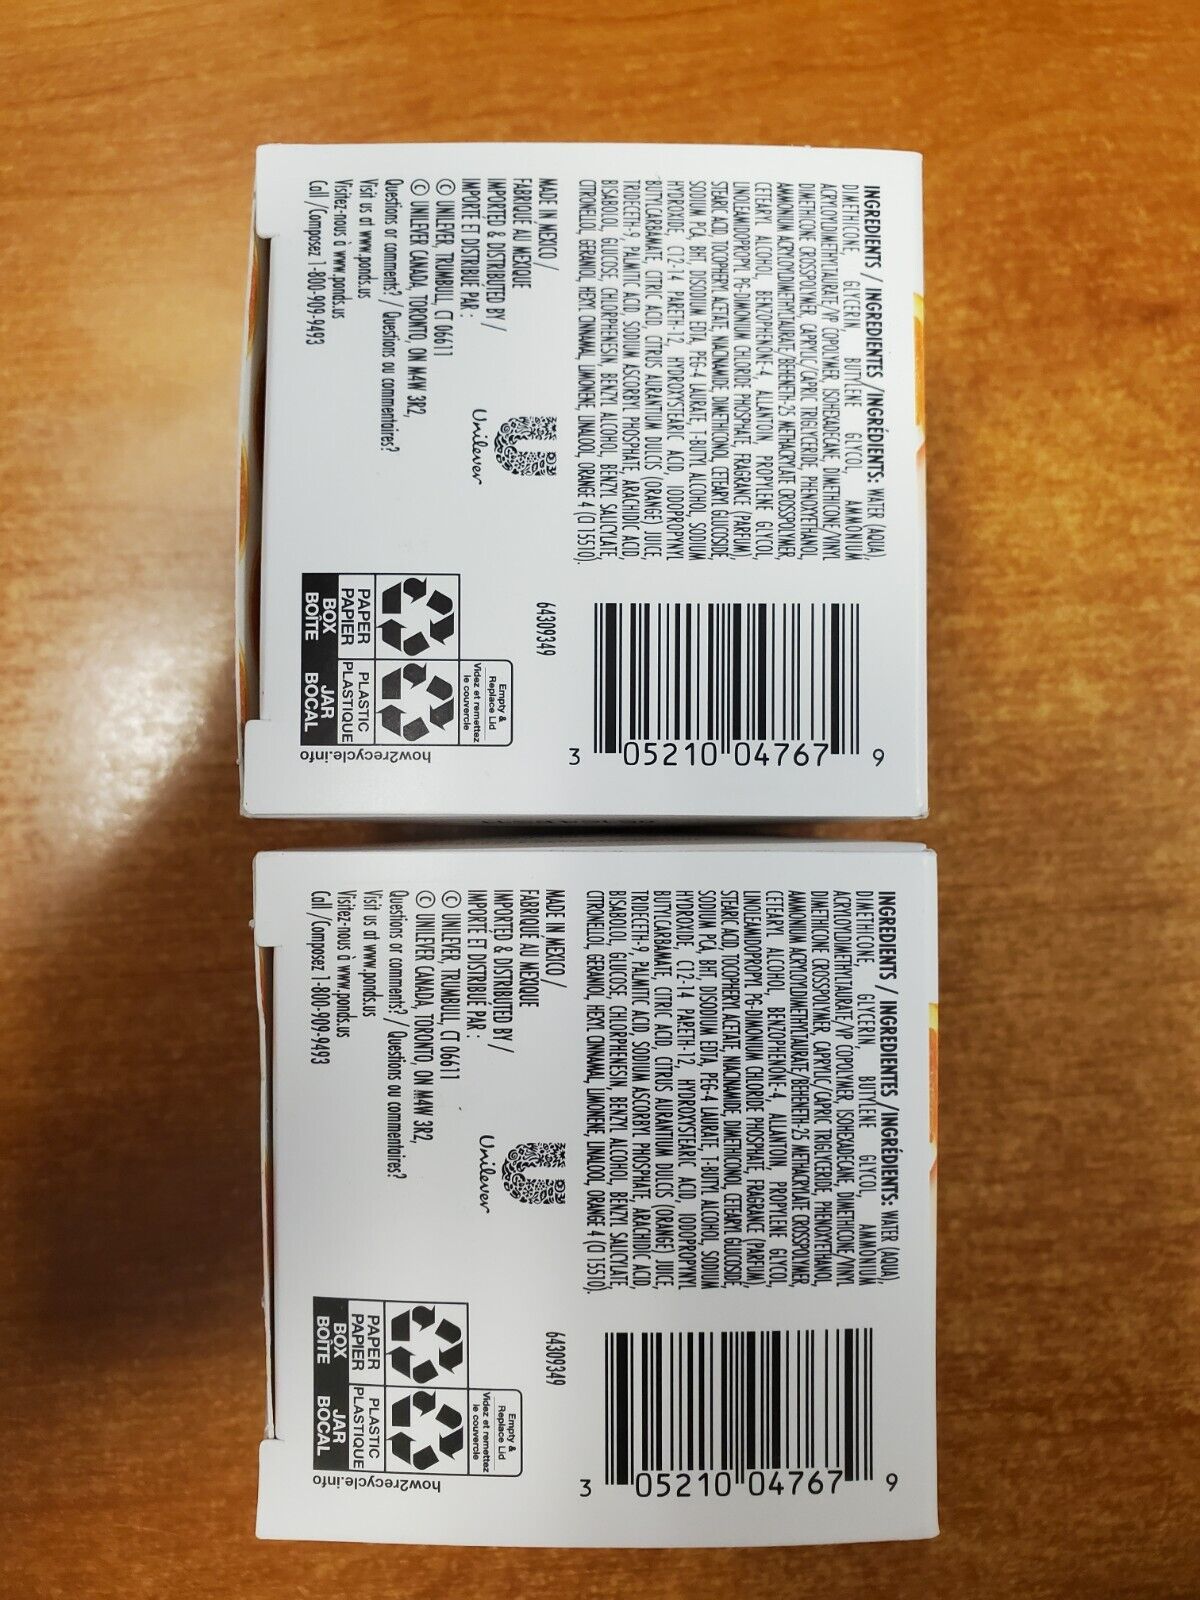 INGREDIENTS / INGREDIENTES /INGRÉDIENTS: WATER (AQUA),
DIMETHICONE, GLYCERIN, BUTYLENE GLYCOL, AMMONIUM
ACRYLOYLDIMETHYLTAURATE/VP COPOLYMER, ISOHEXADECANE, DIMETHICONE/VINYL
DIMETHICONE CROSSPOLYMER, CAPRYLIC/CAPRIC TRIGLYCERIDE, PHENOXYETHANOL,
AMMONIUM ACRYLOYLDIMETHYLTAURATE/BEHENETH-25 METHACRYLATE CROSSPOLYMER,
CETEARYL ALCOHOL, BENZOPHENONE-4, ALLANTOIN, PROPYLENE GLYCOL,
LINOLEAMIDOPROPYL PG-DIMONIUM CHLORIDE PHOSPHATE, FRAGRANCE (PARFUM)
STEARIC ACID, TOCOPHERYL ACETATE, NIACINAMIDE, DIMETHICONOL, CETEARYL GLUCOSIDE,
SODIUM PCA, BHT, DISODIUM EDTA, PEG-4 LAURATE, T-BUTYL ALCOHOL, SODIUM
HYDROXIDE, C12-14 PARETH-12, HYDROXYSTEARIC ACID, IODOPROPYNYL
BUTYLCARBAMATE, CITRIC ACID, CITRUS AURANTIUM DULCIS (ORANGE) JUICE,
TRIDECETH-9, PALMITIC ACID, SODIUM ASCORBYL PHOSPHATE, ARACHIDIC ACID,
BISABOLOL, GLUCOSE, CHLORPHENESIN, BENZYL ALCOHOL, BENZYL SALICYLATE,
CITRONELLOL, GERANIOL, HEXYL CINNAMAL, LIMONENE, LINALOOL, ORANGE 4 (CI 15510).
MADE IN MEXICO /
FABRIQUÉ AU MEXIQUE
IMPORTED & DISTRIBUTED BY /
IMPORTÉ ET DISTRIBUÉ PAR :
© UNILEVER, TRUMBULL, CT 06611
© UNILEVER CANADA, TORONTO, ON M4W 3R2,
Questions or comments? / Questions ou commentaires?
Visit us at www.ponds.us
Visitez-nous à www.ponds.us
Call /Composez 1-800-909-9493
Unilever
64309349
3 05210 04767 9
Empty &
Replace Lid
Videz et remettez
le couvercle
PAPER
PAPIER
BOX
BOÎTE
PLASTIC
PLASTIQUE
JAR
BOCAL
how2recycle.info
INGREDIENTS / INGREDIENTES /INGRÉDIENTS: WATER (AQUA),
DIMETHICONE, GLYCERIN, BUTYLENE GLYCOL, AMMONIUM
ACRYLOYLDIMETHYLTAURATE/VP COPOLYMER, ISOHEXADECANE, DIMETHICONE/VINYL
DIMETHICONE CROSSPOLYMER, CAPRYLIC/CAPRIC TRIGLYCERIDE, PHENOXYETHANOL,
AMMONIUM ACRYLOYLDIMETHYLTAURATE/BEHENETH-25 METHACRYLATE CROSSPOLYMER,
CETEARYL ALCOHOL, BENZOPHENONE-4, ALLANTOIN, PROPYLENE GLYCOL,
LINOLEAMIDOPROPYL PG-DIMONIUM CHLORIDE PHOSPHATE, FRAGRANCE (PARFUM)
STEARIC ACID, TOCOPHERYL ACETATE, NIACINAMIDE, DIMETHICONOL, CETEARYL GLUCOSIDE,
SODIUM PCA, BHT, DISODIUM EDTA, PEG-4 LAURATE, T-BUTYL ALCOHOL, SODIUM
HYDROXIDE, C12-14 PARETH-12, HYDROXYSTEARIC ACID, IODOPROPYNYL
BUTYLCARBAMATE, CITRIC ACID, CITRUS AURANTIUM DULCIS (ORANGE) JUICE,
TRIDECETH-9, PALMITIC ACID, SODIUM ASCORBYL PHOSPHATE, ARACHIDIC ACID,
BISABOLOL, GLUCOSE, CHLORPHENESIN, BENZYL ALCOHOL, BENZYL SALICYLATE,
CITRONELLOL, GERANIOL, HEXYL CINNAMAL, LIMONENE, LINALOOL, ORANGE 4 (CI 15510).
MADE IN MEXICO /
FABRIQUÉ AU MEXIQUE
IMPORTED & DISTRIBUTED BY /
IMPORTÉ ET DISTRIBUÉ PAR :
© UNILEVER, TRUMBULL, CT 06611
© UNILEVER CANADA, TORONTO, ON M4W 3R2,
Questions or comments? / Questions ou commentaires?
Visit us at www.ponds.us
Visitez-nous à www.ponds.us
Call /Composez 1-800-909-9493
Unilever
64309349
3 05210 04767 9
Empty &
Replace Lid
Videz et remettez
le couvercle
PAPER
PAPIER
BOX
BOÎTE
PLASTIC
PLASTIQUE
JAR
BOCAL
how2recycle.info